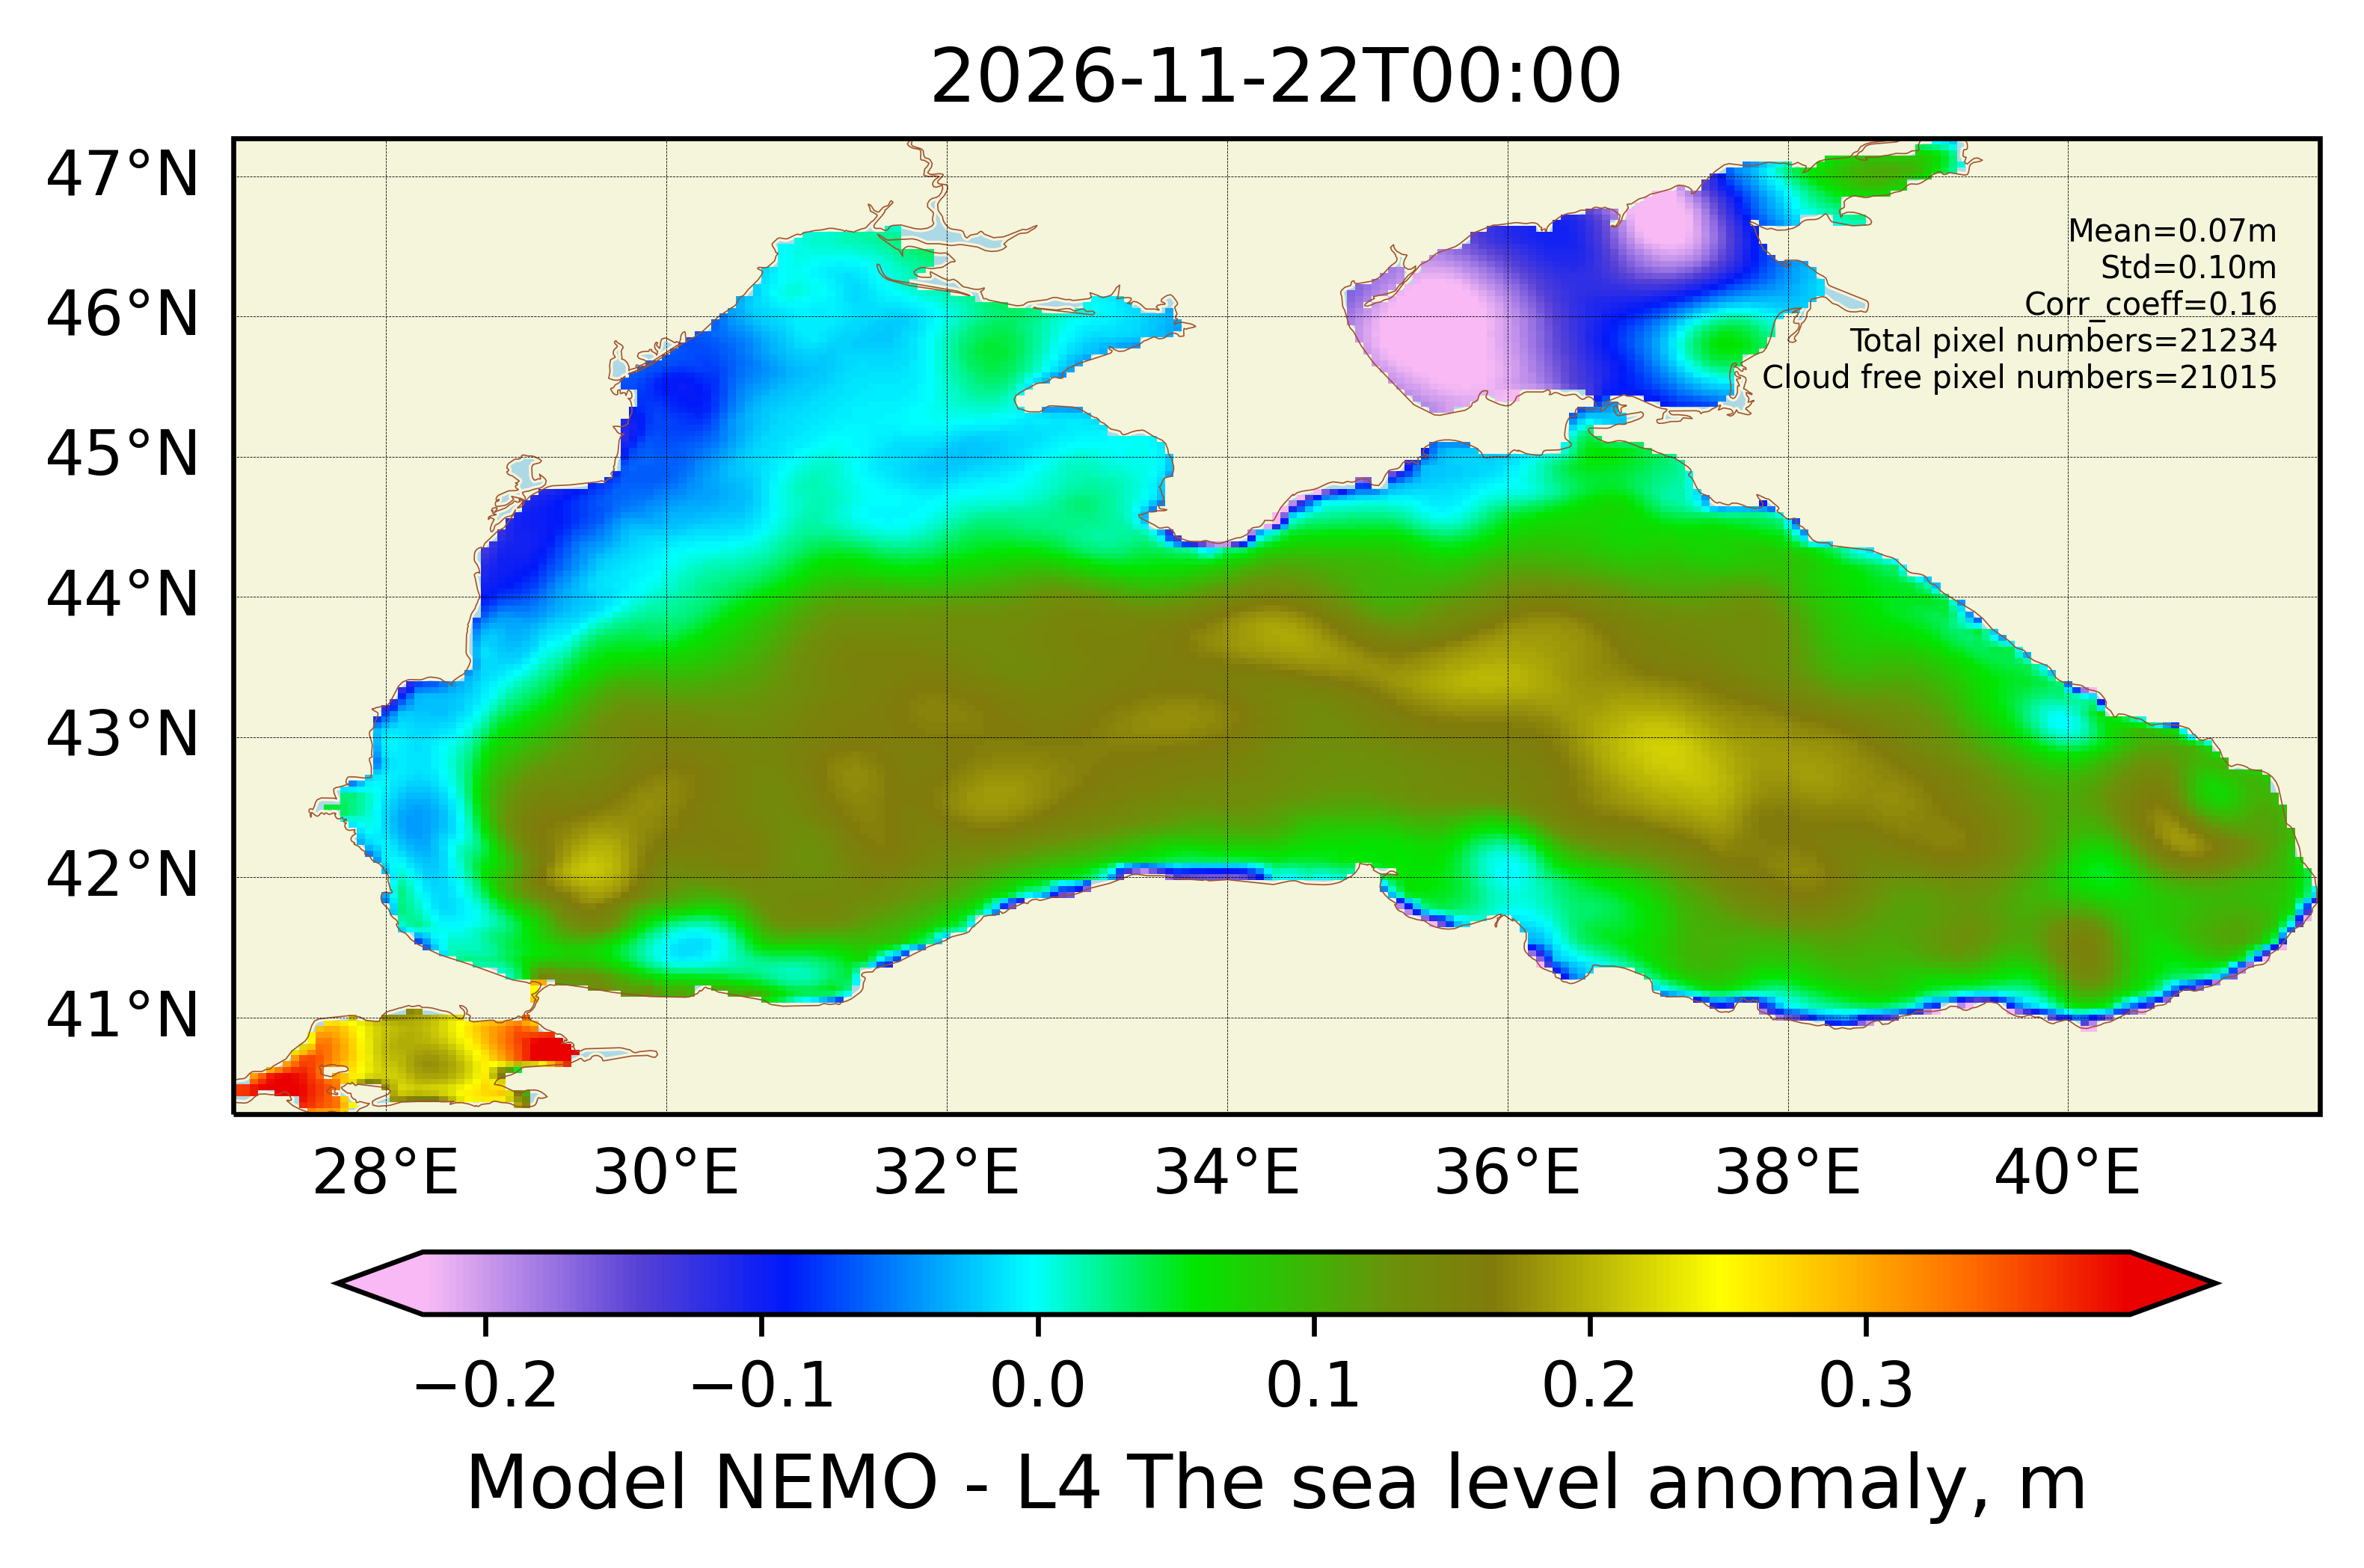 2026-11-22T00:00
47°N
46°N
45°N
44°N
43°N
42°N
41°N
Mean=0.07m
Std=0.10m
Corr_coeff=0.16
Total pixel numbers=21234
Cloud free pixel numbers=21015
28°E 30°E 32°E 34°E 36°E 38°E 40°E
−0.2 −0.1 0.0 0.1 0.2 0.3
Model NEMO - L4 The sea level anomaly, m